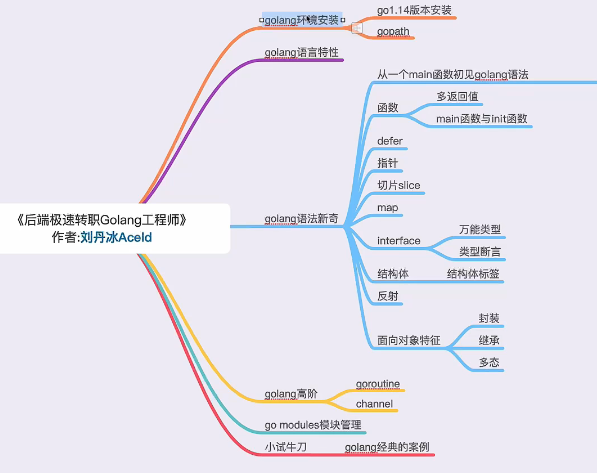 golang环境安装
go1.14版本安装
gopath
golang语言特性
从一个main函数初见golang语法
函数
多返回值
main函数与init函数
defer
指针
切片slice
map
《后端极速转职Golang工程师》
作者:刘丹冰Aceld
golang语法新奇
interface
万能类型
类型断言
结构体
结构体标签
反射
面向对象特征
封装
继承
多态
golang高阶
goroutine
channel
go modules模块管理
小试牛刀
golang经典的案例